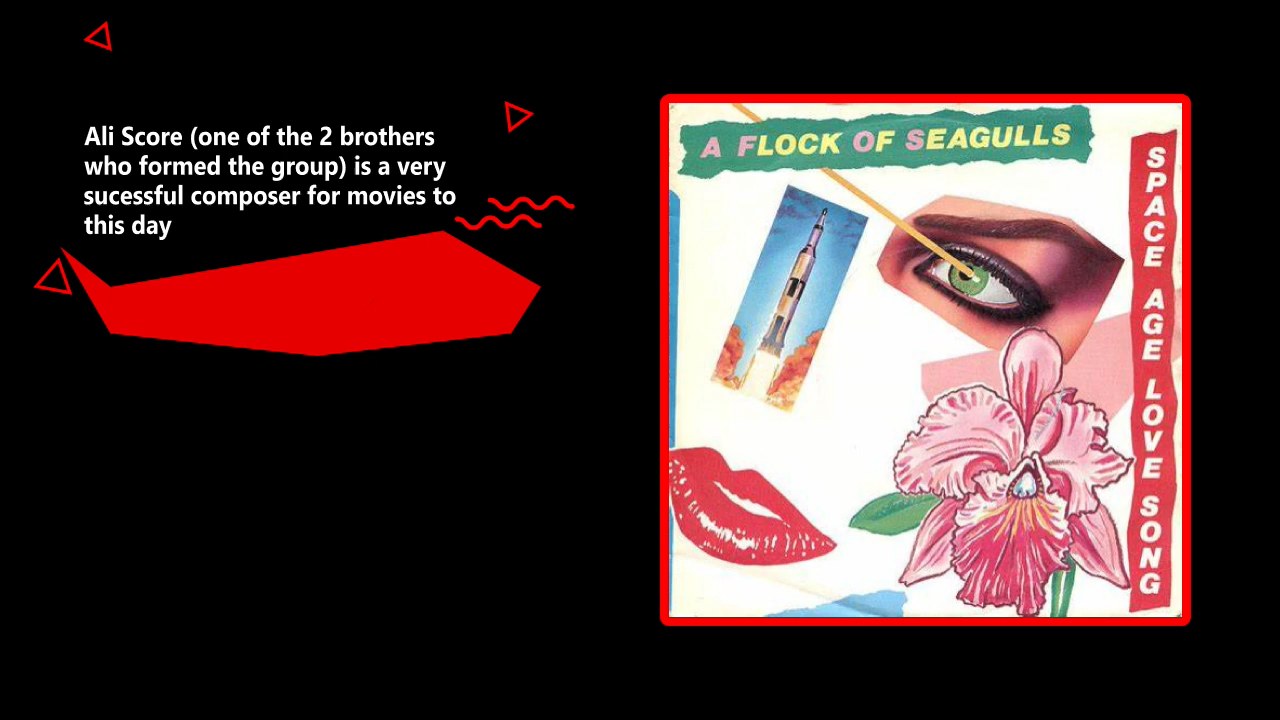 Ali Score (one of the 2 brothers
who formed the group) is a very
sucessful composer for movies to
this day
A FLOCK OF SEAGULLS
SPACE AGE LOVE SONG